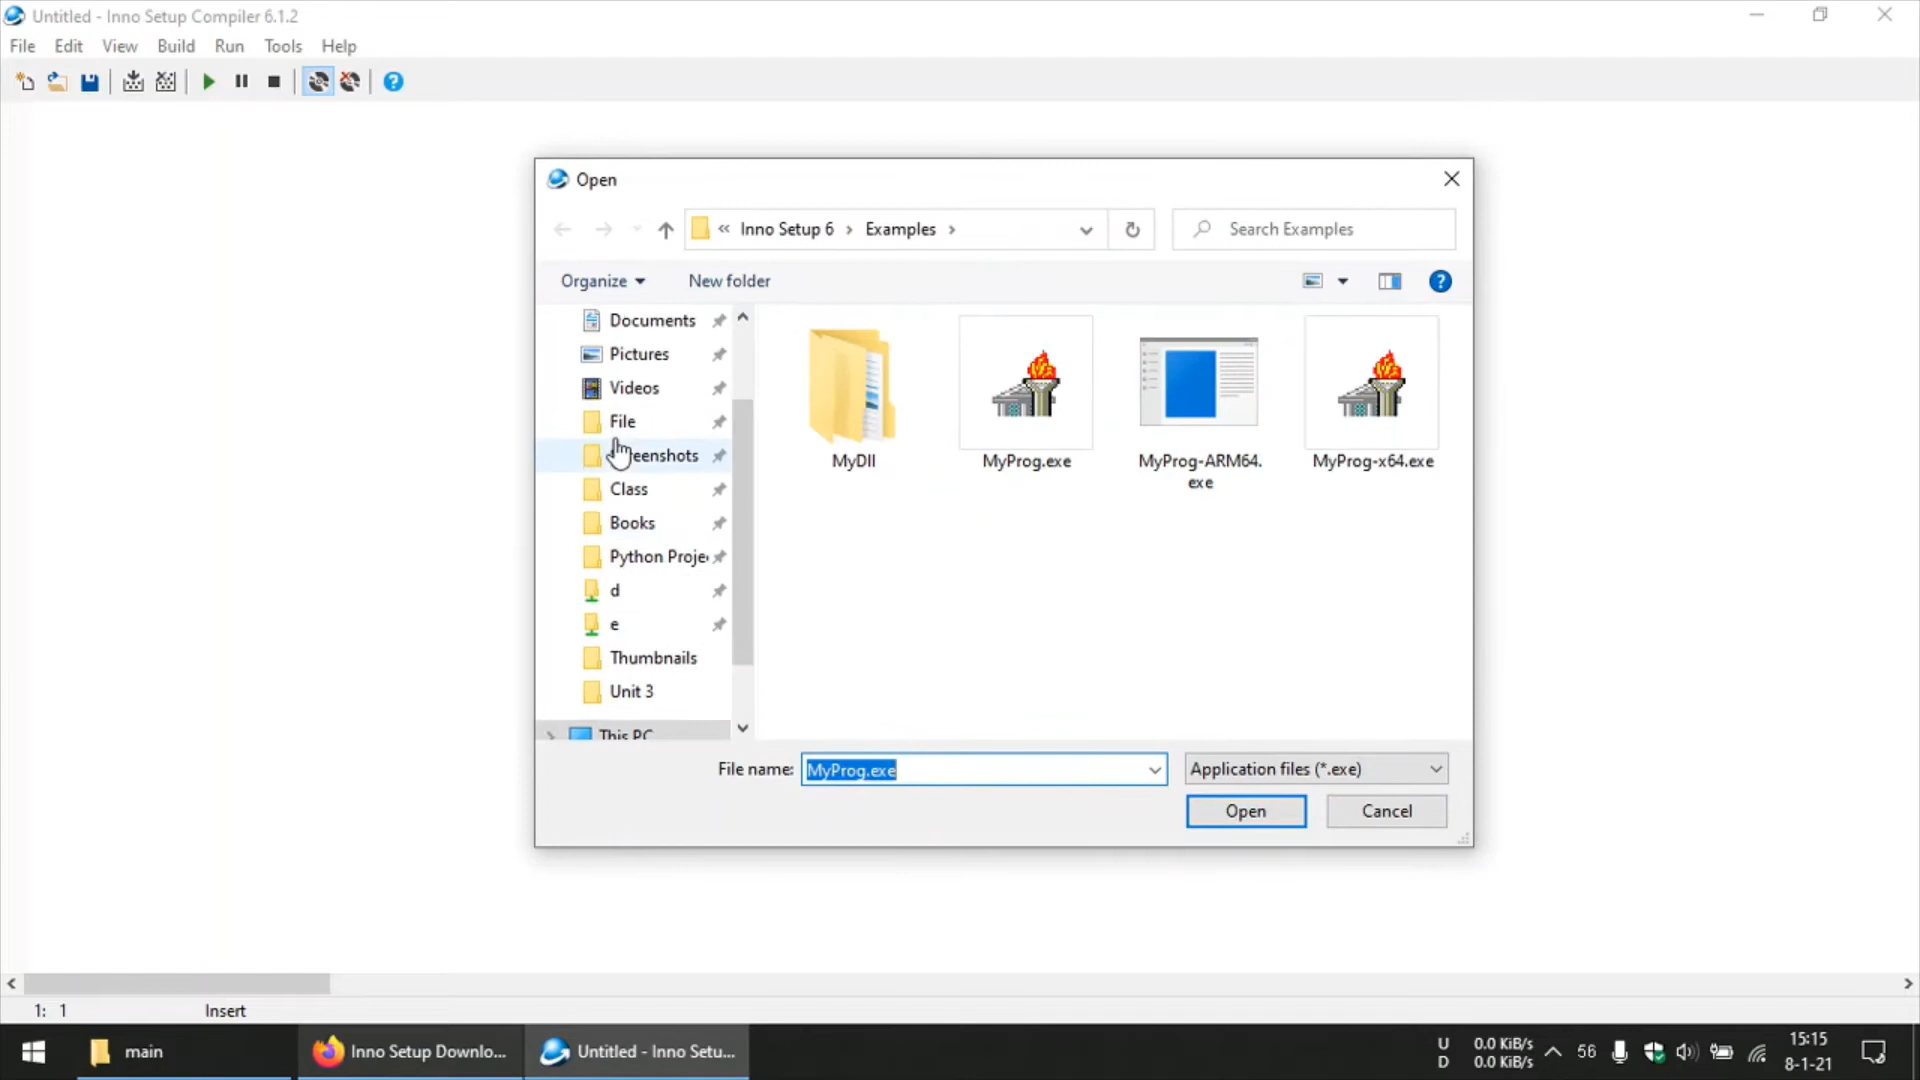 Untitled - Inno Setup Compiler 6.1.2
File Edit View Build Run Tools Help
Open
« Inno Setup 6 › Examples ›
Search Examples
Organize
New folder
Documents
Pictures
Videos
File
reenshots
Class
Books
Python Proje
d
e
Thumbnails
Unit 3
This PC
MyDll
MyProg.exe
MyProg-ARM64.
exe
MyProg-x64.exe
File name:
MyProg.exe
Application files (*.exe)
Open
Cancel
1: 1
Insert
main
Inno Setup Downlo...
Untitled - Inno Setu...
U 0.0 KiB/s
D 0.0 KiB/s
56
15:15
8-1-21